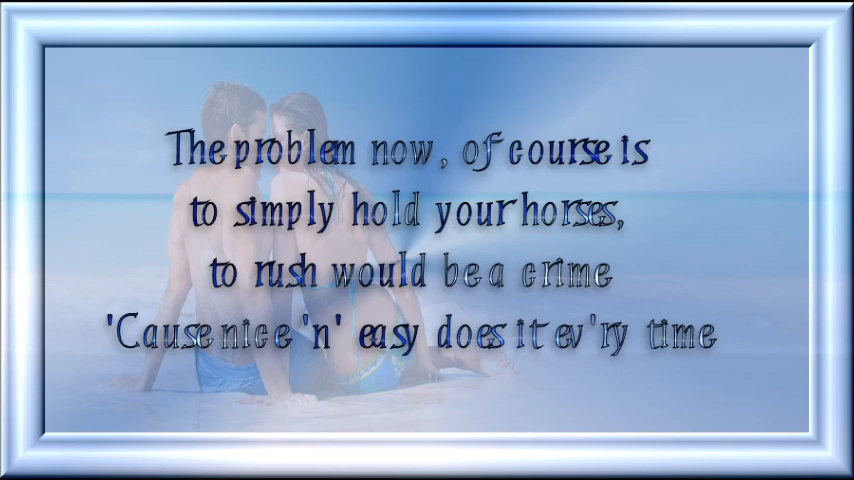 The problem now, of course is
to simply hold your horses,
to rush would be a crime
'Cause nice 'n' easy does it ev'ry time